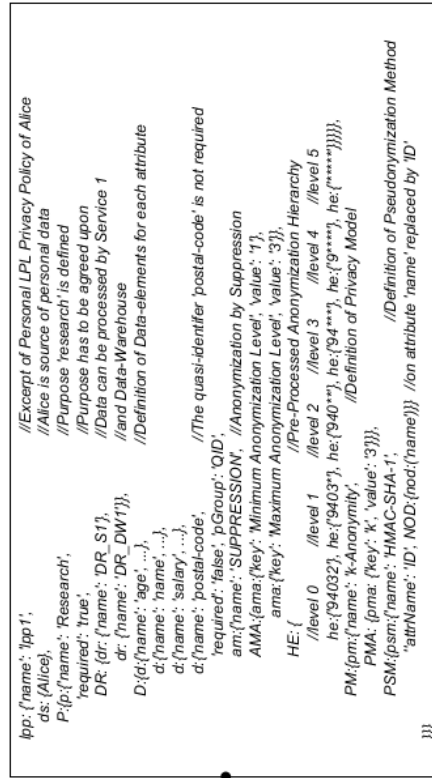 lpp: {'name': 'lpp1', //Excerpt of Personal LPL Privacy Policy of Alice
ds: {Alice}, //Alice is source of personal data
P:{p:{'name': 'Research', //Purpose 'research' is defined
'required': 'true', //Purpose has to be agreed upon
DR: {dr: {'name': 'DR_S1'}, //Data can be processed by Service 1
dr: {'name': 'DR_DW1'}}, //and Data-Warehouse
D:{d:{'name': 'age', ...}, //Definition of Data-elements for each attribute
d:{'name': 'name', ...},
d:{'name': 'salary', ...},
d:{'name': 'postal-code', //The quasi-identifer 'postal-code' is not required
'required': 'false', 'pGroup': 'QID',
am:{'name': 'SUPPRESSION', //Anonymization by Suppression
AMA:{ama:{'key': 'Minimum Anonymization Level', 'value': '1'},
ama:{'key': 'Maximum Anonymization Level', 'value': '3'}},
HE: { //Pre-Processed Anonymization Hierarchy
//level 0 //level 1 //level 2 //level 3 //level 4 //level 5
he:{'94032'}, he:{'9403*'}, he:{'940**'}, he:{'94***'}, he:{'9****'}, he:{'*****'}}}}},
PM:{pm:{'name': 'k-Anonymity', //Definition of Privacy Model
PMA: {pma: {'key': 'k', 'value': '3'}}},
PSM:{psm:{'name': 'HMAC-SHA-1', //Definition of Pseudonymization Method
''attrName': 'ID', NOD:{nod:{'name'}}} //on attribute 'name' replaced by 'ID'
}}}